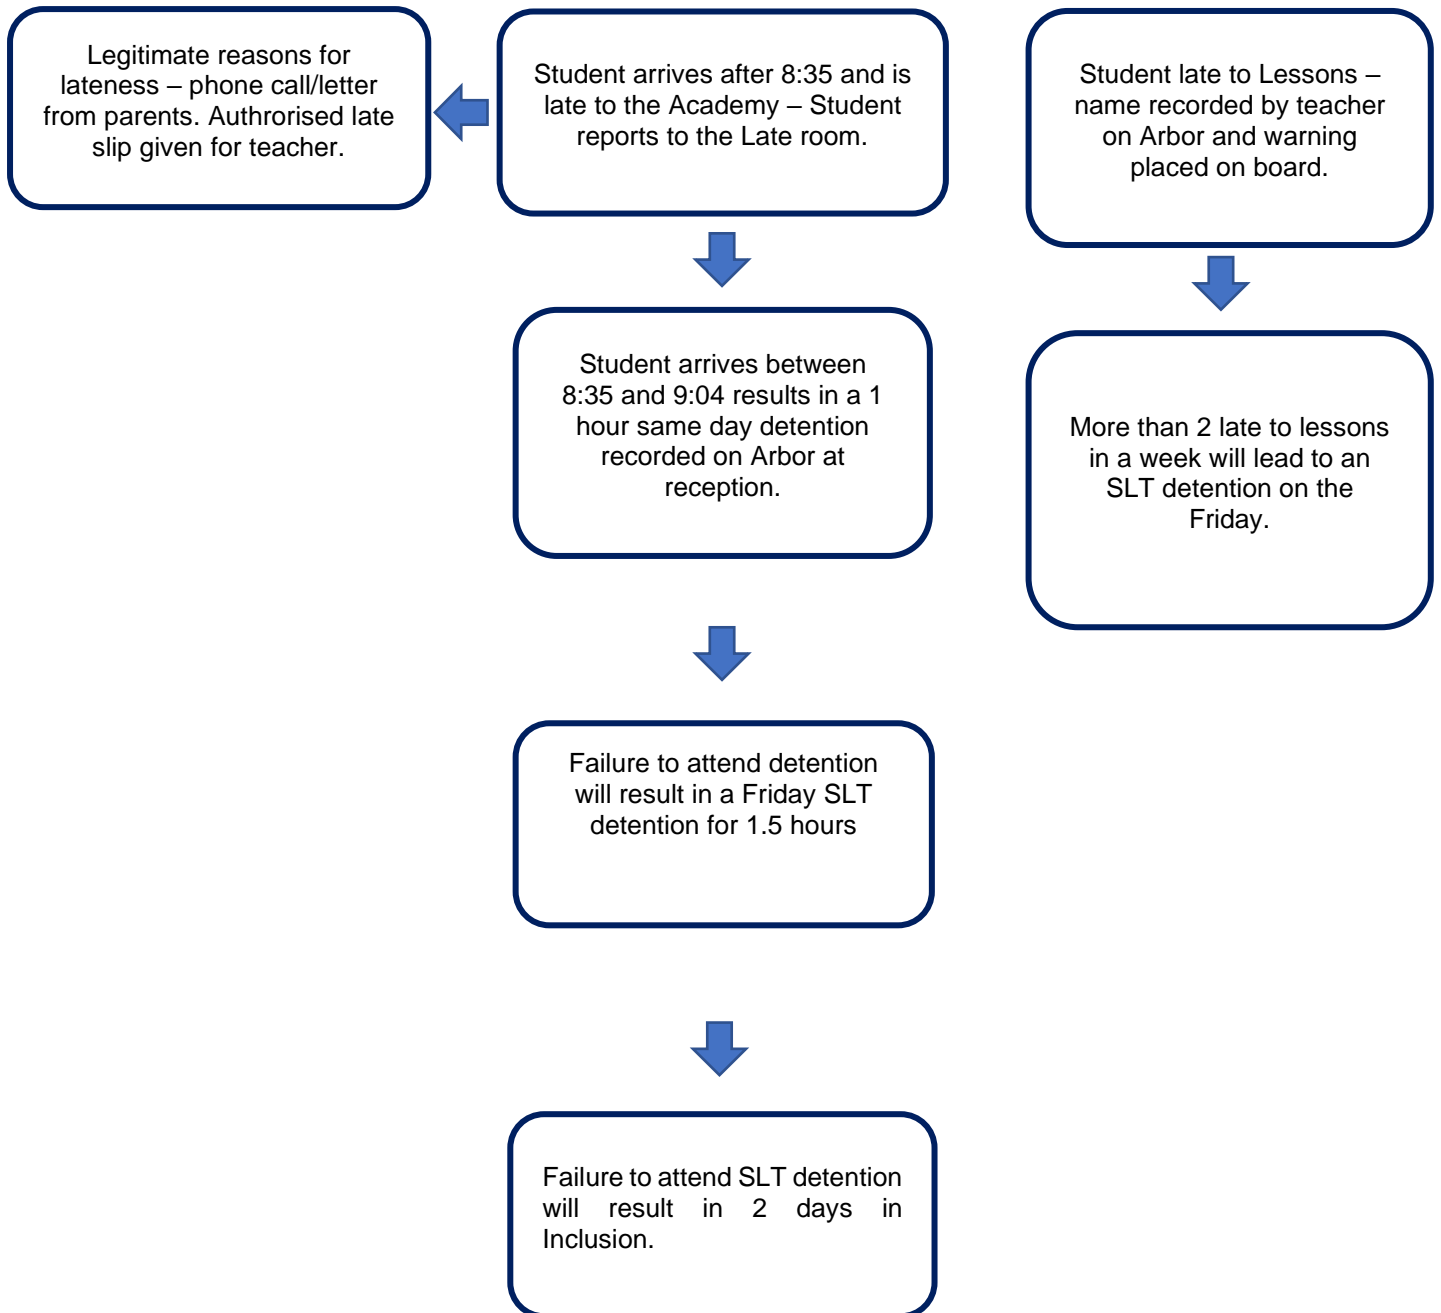 Legitimate reasons for
lateness – phone call/letter
from parents. Authrorised late
slip given for teacher.
Student arrives after 8:35 and is
late to the Academy – Student
reports to the Late room.
Student late to Lessons –
name recorded by teacher
on Arbor and warning
placed on board.
Student arrives between
8:35 and 9:04 results in a 1
hour same day detention
recorded on Arbor at
reception.
More than 2 late to lessons
in a week will lead to an
SLT detention on the
Friday.
Failure to attend detention
will result in a Friday SLT
detention for 1.5 hours
Failure to attend SLT detention
will result in 2 days in
Inclusion.